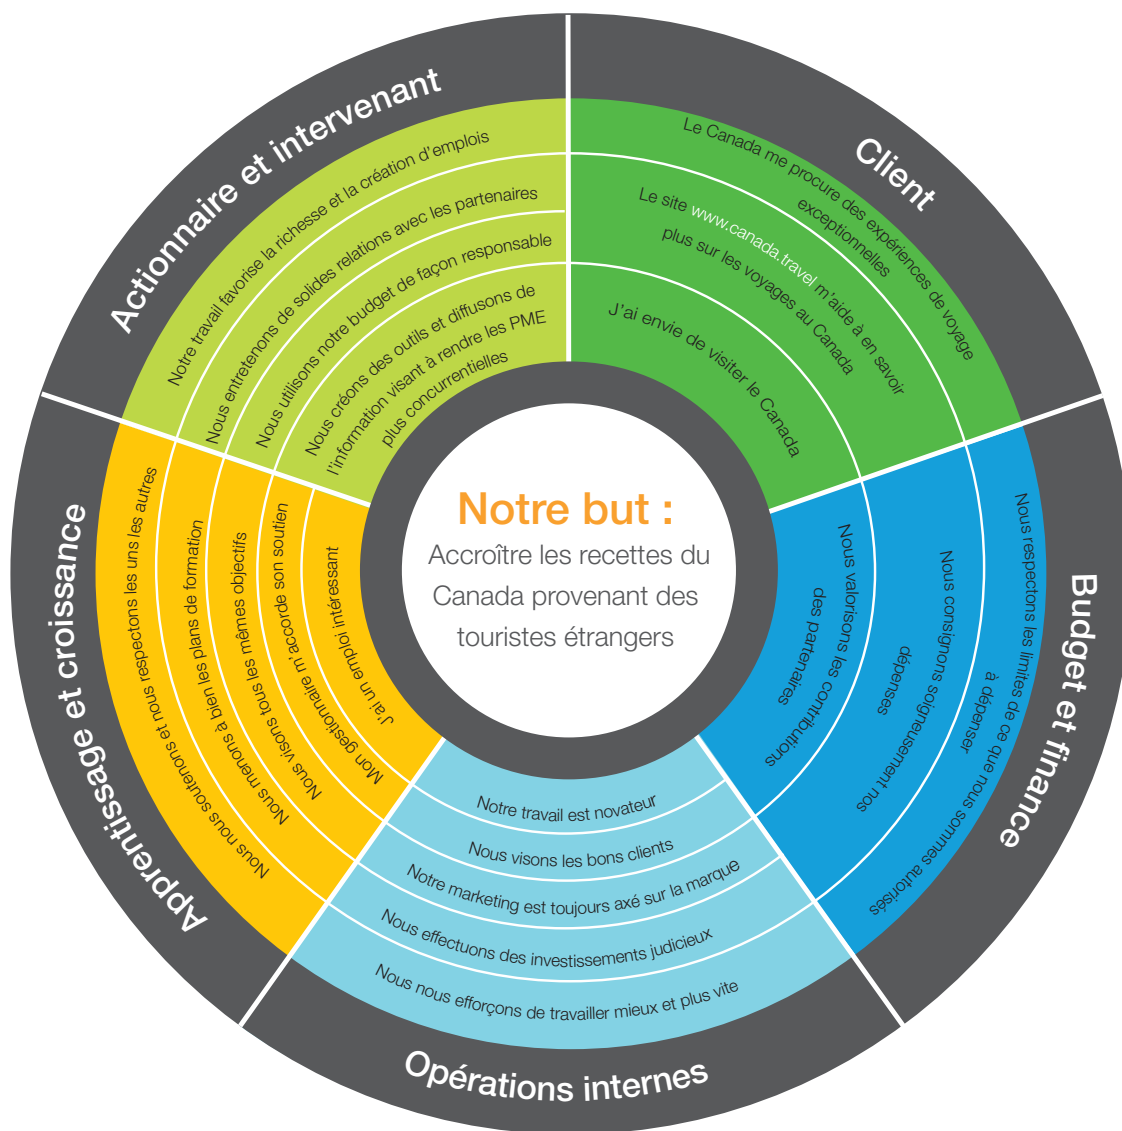 Actionnaire et intervenant
Notre travail favorise la richesse et la création d'emplois
Nous entretenons de solides relations avec les partenaires
Nous utilisons notre budget de façon responsable
Nous créons des outils et diffusons de
l'information visant à rendre les PME
plus concurrentielles
Client
Le Canada me procure des expériences de voyage
exceptionnelles
Le site www.canada.travel m'aide à en savoir
plus sur les voyages au Canada
J'ai envie de visiter le Canada
Budget et finance
Nous respectons les limites de ce que nous sommes autorisés
à dépenser
Nous consignons soigneusement nos
dépenses
Nous valorisons les contributions
des partenaires
Notre but :
Accroître les recettes du
Canada provenant des
touristes étrangers
Apprentissage et croissance
Nous nous soutenons et nous respectons les uns les autres
Nous menons à bien les plans de formation
Nous visons tous les mêmes objectifs
Mon gestionnaire m'accorde son soutien
J'ai un emploi intéressant
Notre travail est novateur
Nous visons les bons clients
Notre marketing est toujours axé sur la marque
Nous effectuons des investissements judicieux
Nous nous efforçons de travailler mieux et plus vite
Opérations internes